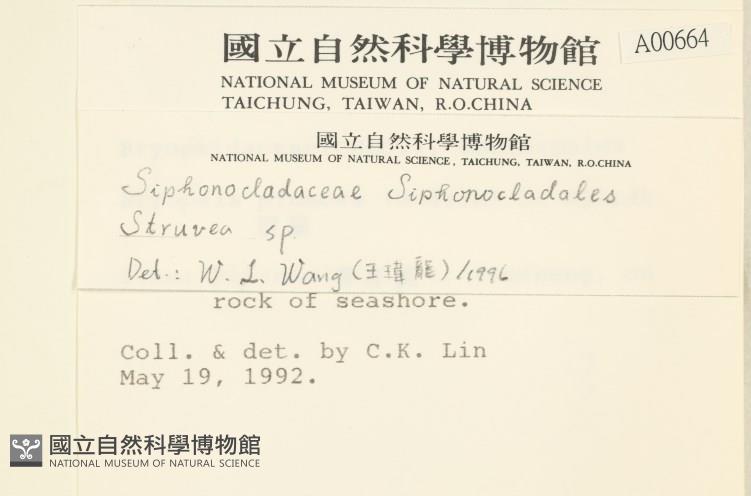 國立自然科學博物館
A00664
NATIONAL MUSEUM OF NATURAL SCIENCE
TAICHUNG, TAIWAN, R.O.CHINA
國立自然科學博物館
NATIONAL MUSEUM OF NATURAL SCIENCE, TAICHUNG, TAIWAN, R.O.CHINA
Siphonocladaceae Siphonocladales
Struvea sp.
Det.: W. L. Wang (王瑋龍) /1996
rock of seashore.
Coll. & det. by C.K. Lin
May 19, 1992.
國立自然科學博物館
NATIONAL MUSEUM OF NATURAL SCIENCE